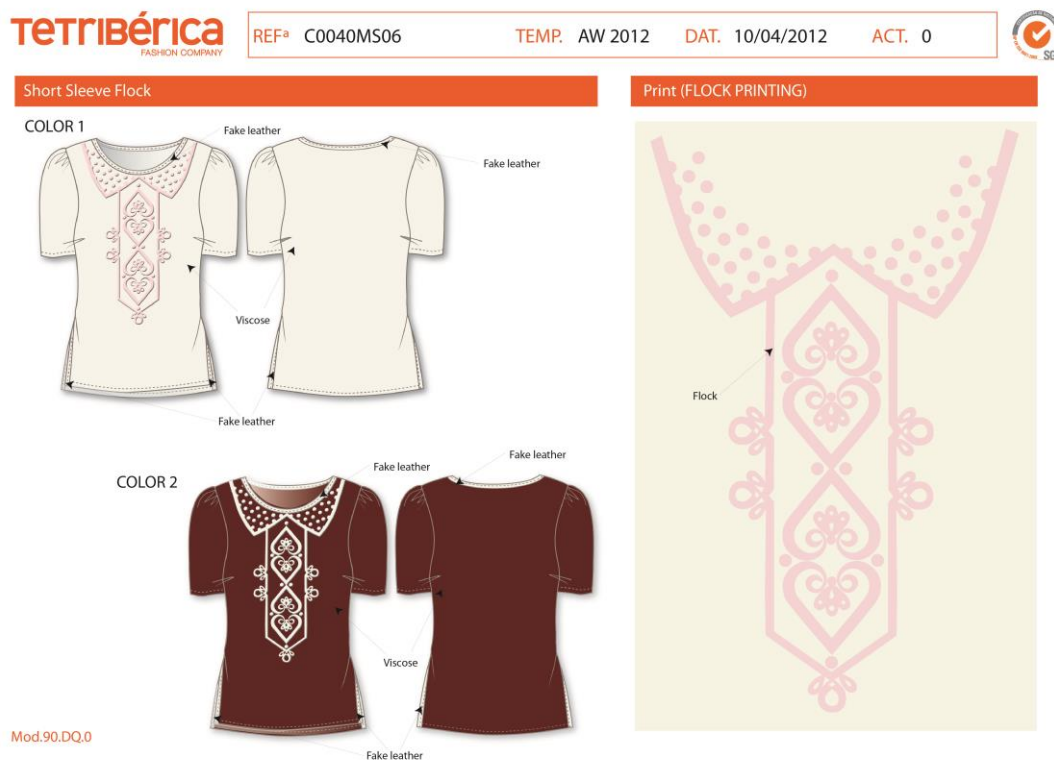 TETRIBÉRICA
FASHION COMPANY
REFª C0040MS06 TEMP. AW 2012 DAT. 10/04/2012 ACT. 0
SG
Short Sleeve Flock
Print (FLOCK PRINTING)
COLOR 1
Fake leather
Fake leather
Viscose
Fake leather
Flock
COLOR 2
Fake leather
Fake leather
Viscose
Fake leather
Mod.90.DQ.0